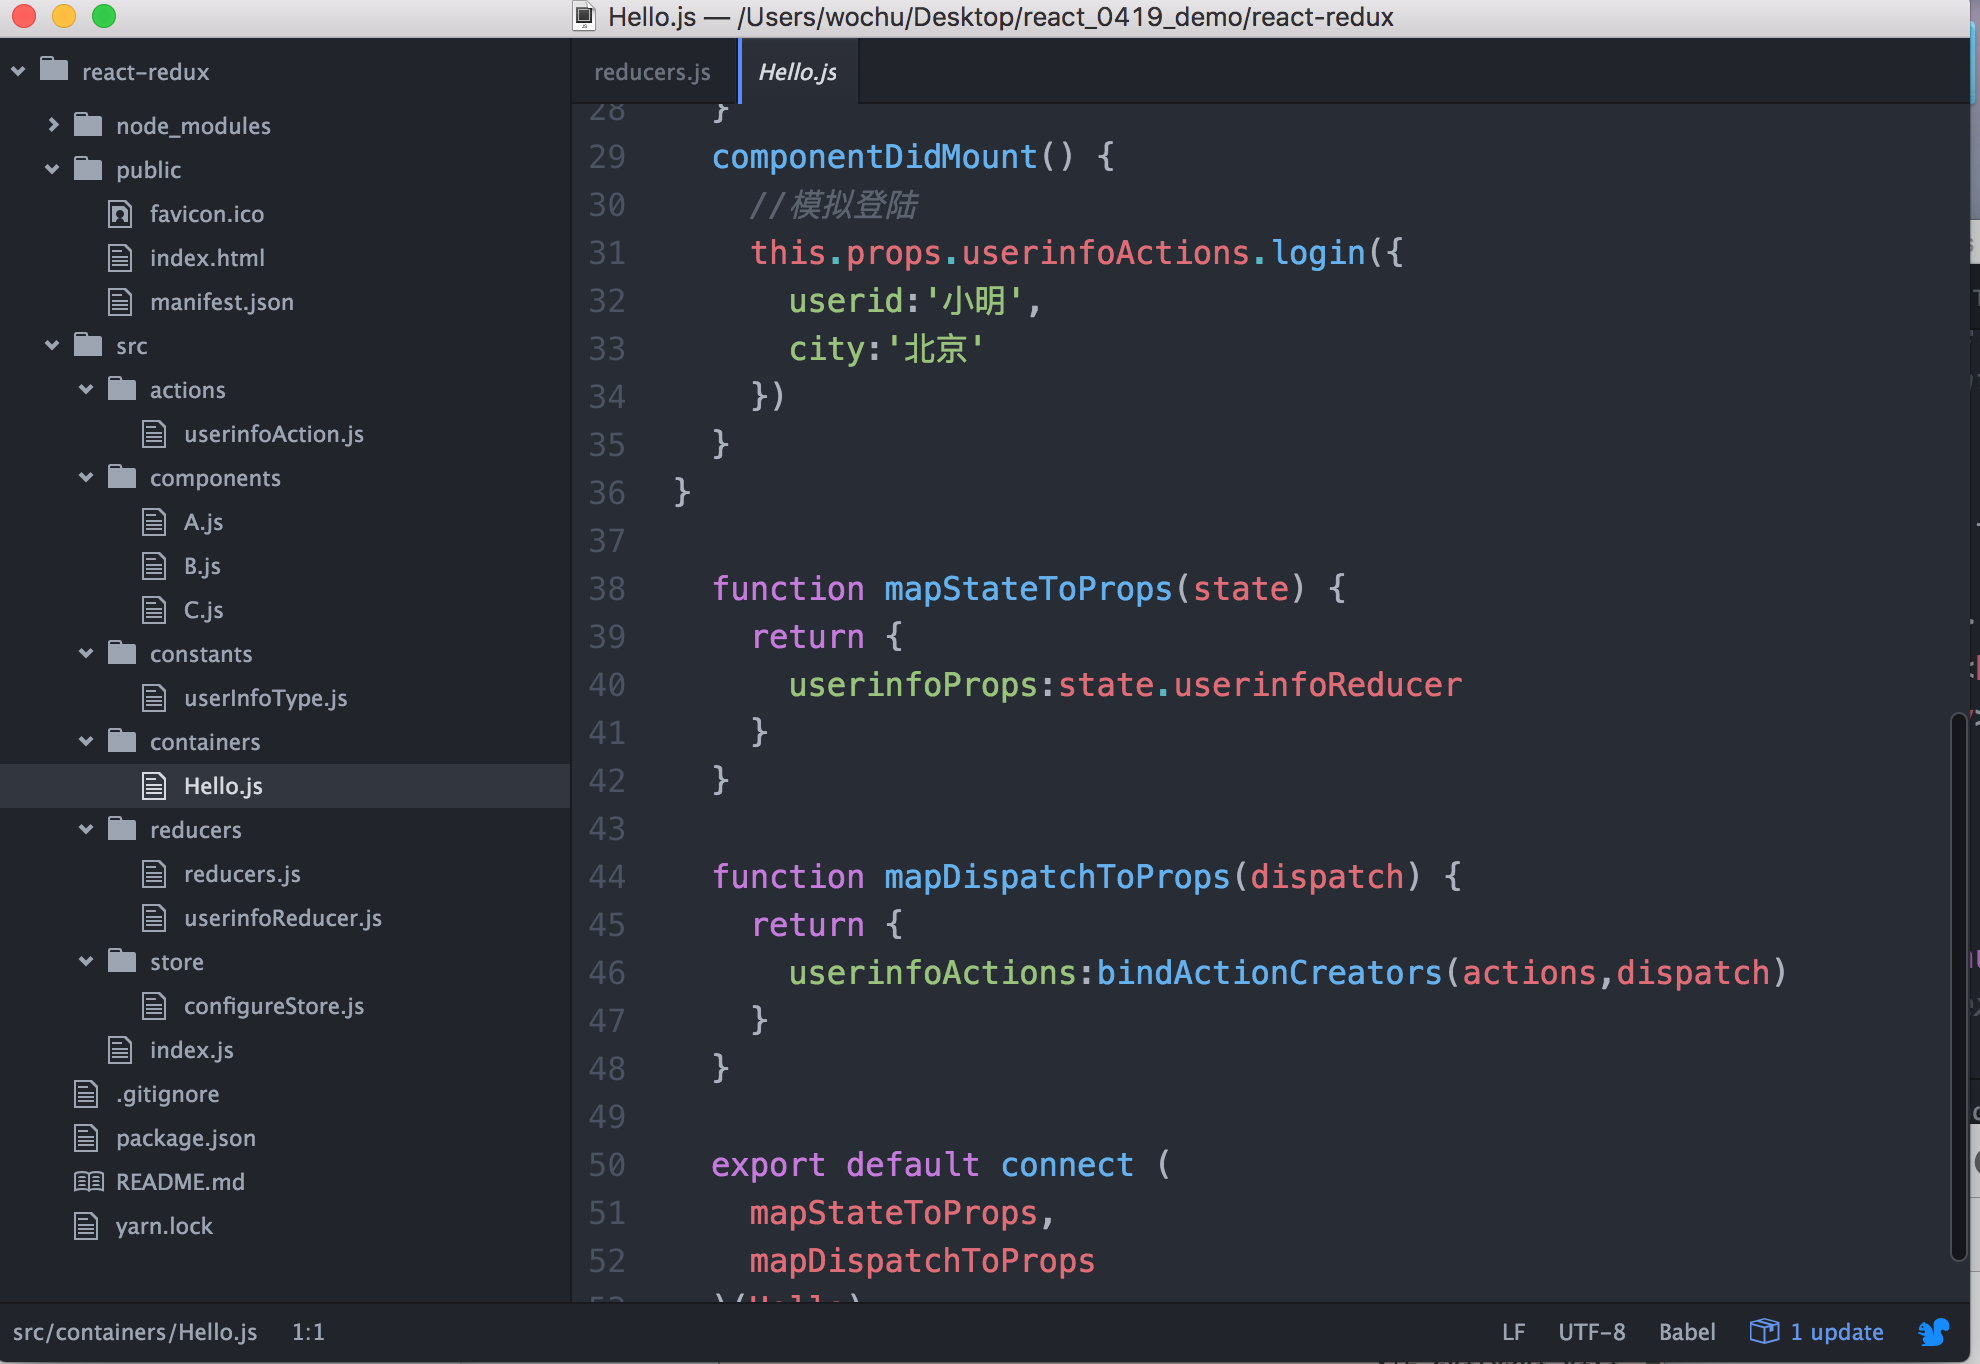 Hello.js — /Users/wochu/Desktop/react_0419_demo/react-redux
react-redux
node_modules
public
favicon.ico
index.html
manifest.json
src
actions
userinfoAction.js
components
A.js
B.js
C.js
constants
userInfoType.js
containers
Hello.js
reducers
reducers.js
userinfoReducer.js
store
configureStore.js
index.js
.gitignore
package.json
README.md
yarn.lock
reducers.js
Hello.js
28 }
29 componentDidMount() {
30 //模拟登陆
31 this.props.userinfoActions.login({
32 userid:'小明',
33 city:'北京'
34 })
35 }
36 }
37
38 function mapStateToProps(state) {
39 return {
40 userinfoProps:state.userinfoReducer
41 }
42 }
43
44 function mapDispatchToProps(dispatch) {
45 return {
46 userinfoActions:bindActionCreators(actions,dispatch)
47 }
48 }
49
50 export default connect (
51 mapStateToProps,
52 mapDispatchToProps
53 )(Hello)
src/containers/Hello.js 1:1
LF UTF-8 Babel 1 update